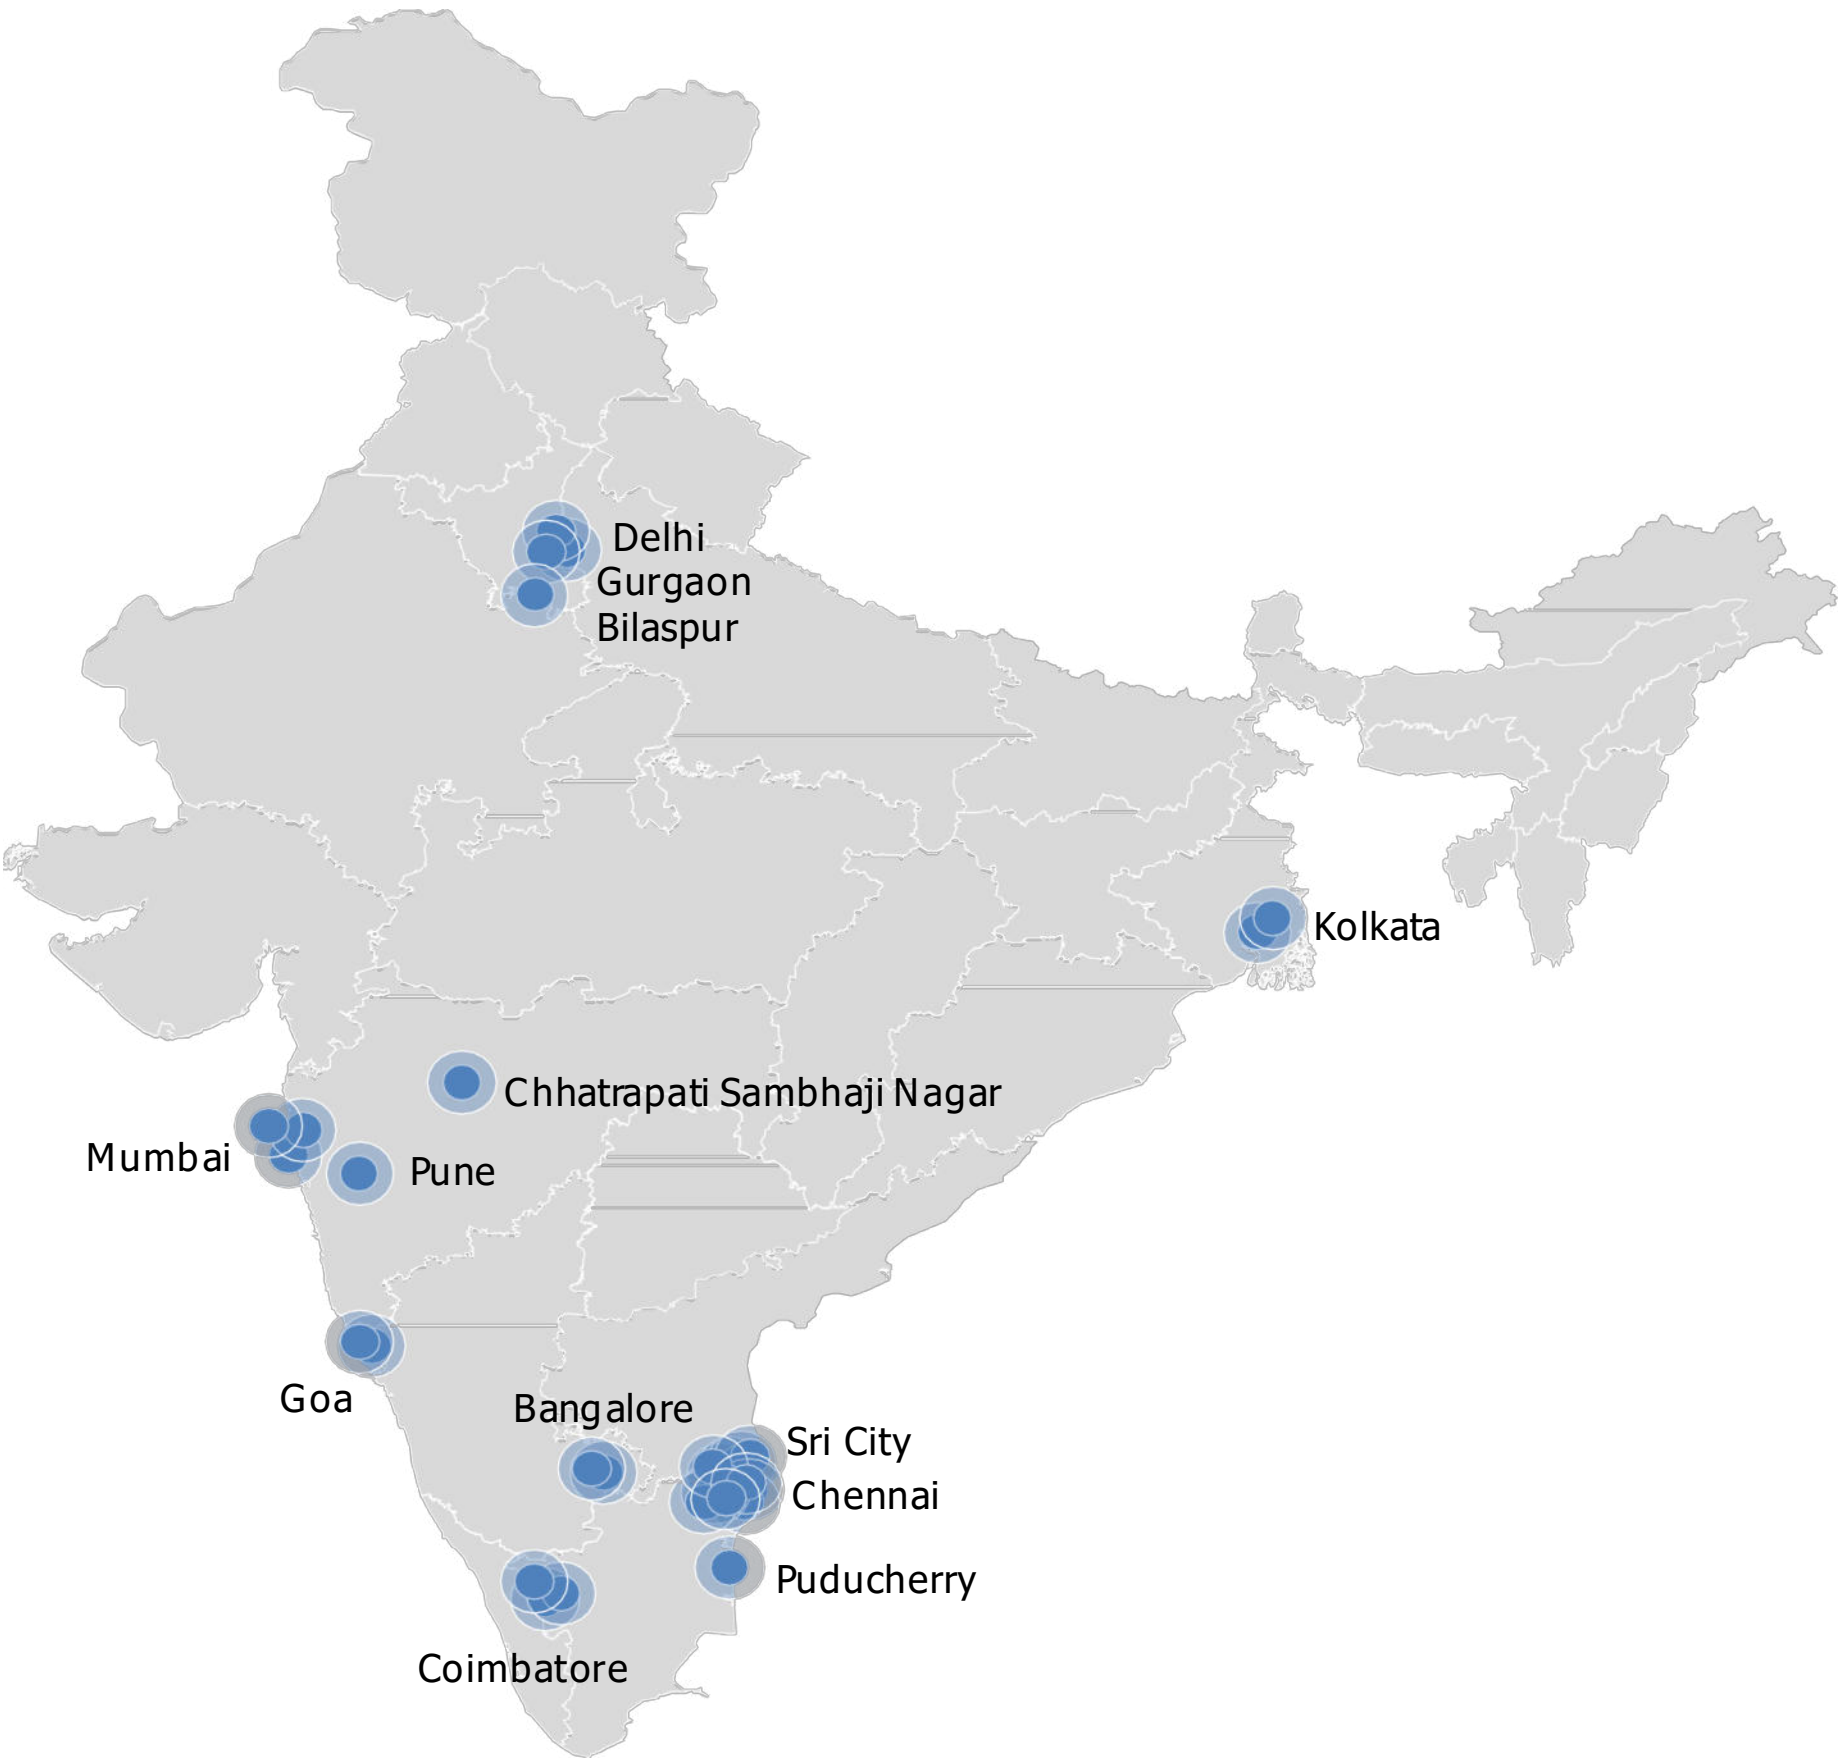 Delhi
Gurgaon
Bilaspur
Kolkata
Chhatrapati Sambhaji Nagar
Mumbai
Pune
Goa
Bangalore
Sri City
Chennai
Puducherry
Coimbatore